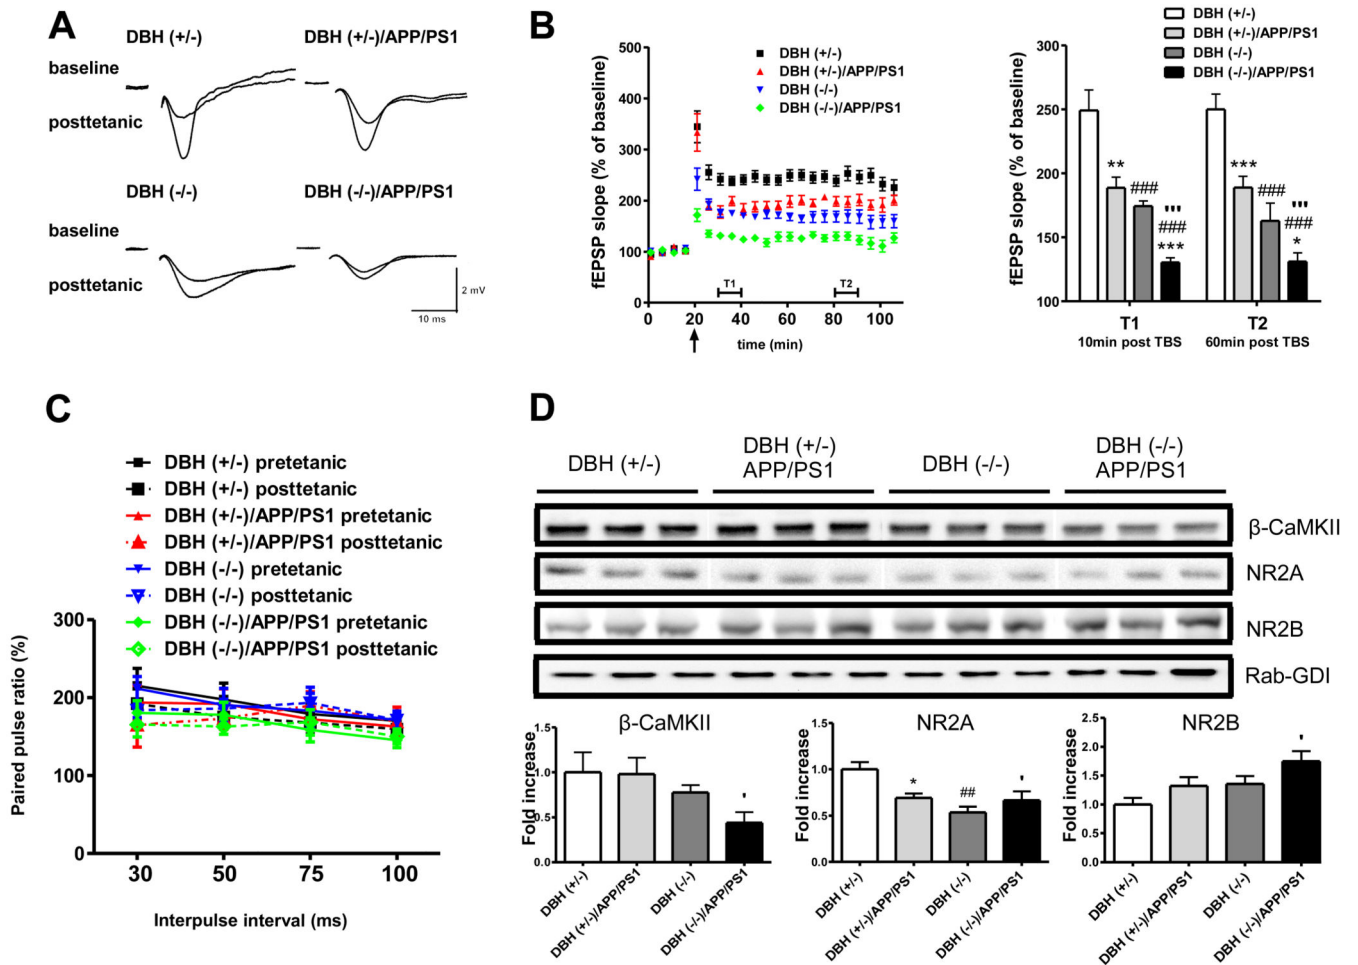 A
DBH (+/-)
DBH (+/-)/APP/PS1
baseline
posttetanic
DBH (-/-)
DBH (-/-)/APP/PS1
baseline
posttetanic
2 mV
10 ms
B
DBH (+/-)
DBH (+/-)/APP/PS1
DBH (-/-)
DBH (-/-)/APP/PS1
fEPSP slope (% of baseline)
500
400
300
200
100
0
T1
T2
0 20 40 60 80 100
time (min)
DBH (+/-)
DBH (+/-)/APP/PS1
DBH (-/-)
DBH (-/-)/APP/PS1
fEPSP slope (% of baseline)
300
250
200
150
100
**
###
'''
###
***
***
###
'''
###
*
T1
10min post TBS
T2
60min post TBS
C
DBH (+/-) pretetanic
DBH (+/-) posttetanic
DBH (+/-)/APP/PS1 pretetanic
DBH (+/-)/APP/PS1 posttetanic
DBH (-/-) pretetanic
DBH (-/-) posttetanic
DBH (-/-)/APP/PS1 pretetanic
DBH (-/-)/APP/PS1 posttetanic
Paired pulse ratio (%)
300
200
100
0
30 50 75 100
Interpulse interval (ms)
D
DBH (+/-)
DBH (+/-)
APP/PS1
DBH (-/-)
DBH (-/-)
APP/PS1
β-CaMKII
NR2A
NR2B
Rab-GDI
β-CaMKII
Fold increase
1.5
1.0
0.5
0.0
'
DBH (+/-)
DBH (+/-)/APP/PS1
DBH (-/-)
DBH (-/-)/APP/PS1
NR2A
Fold increase
1.5
1.0
0.5
0.0
*
##
'
DBH (+/-)
DBH (+/-)/APP/PS1
DBH (-/-)
DBH (-/-)/APP/PS1
NR2B
Fold increase
2.5
2.0
1.5
1.0
0.5
0.0
'
DBH (+/-)
DBH (+/-)/APP/PS1
DBH (-/-)
DBH (-/-)/APP/PS1